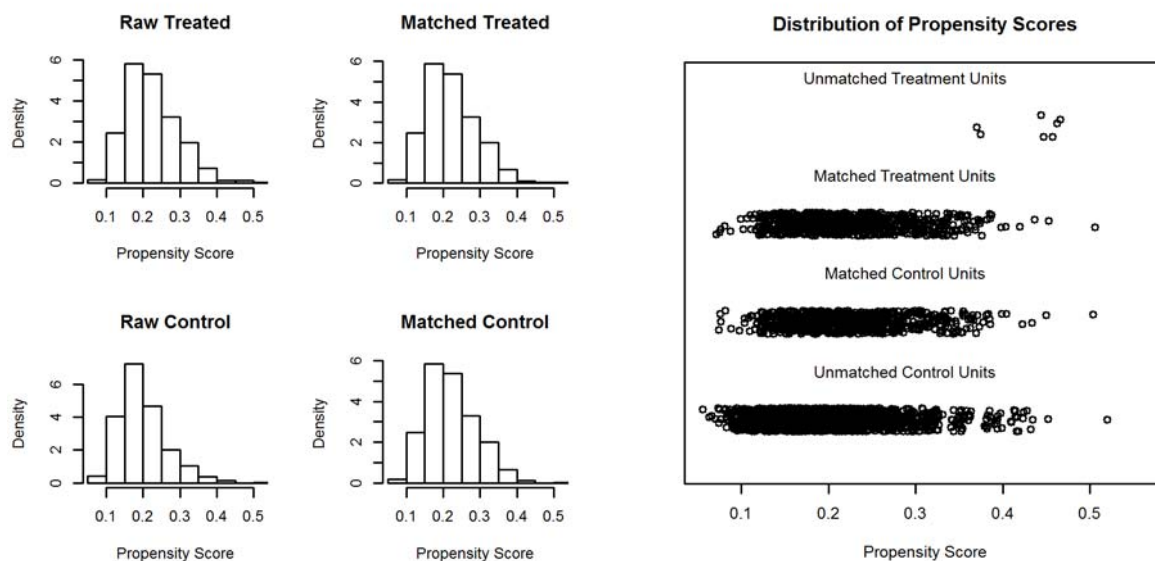 Raw Treated
Density
0 2 4 6
0.1 0.2 0.3 0.4 0.5
Propensity Score
Matched Treated
Density
0 2 4 6
0.1 0.2 0.3 0.4 0.5
Propensity Score
Raw Control
Density
0 2 4 6
0.1 0.2 0.3 0.4 0.5
Propensity Score
Matched Control
Density
0 2 4 6
0.1 0.2 0.3 0.4 0.5
Propensity Score
Distribution of Propensity Scores
Unmatched Treatment Units
Matched Treatment Units
Matched Control Units
Unmatched Control Units
0.1 0.2 0.3 0.4 0.5
Propensity Score